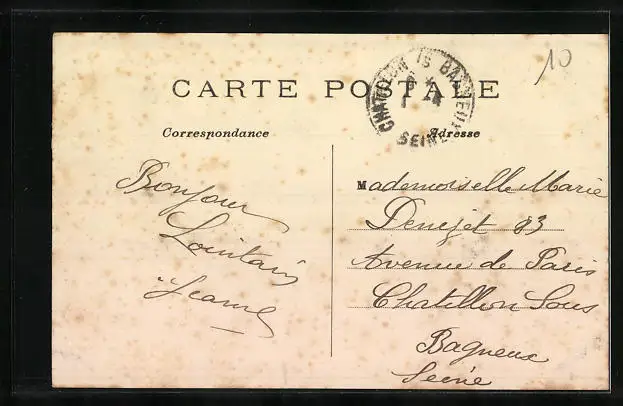 10
CARTE POSTALE
CHATILLON S BAGNEUX
SEINE
Correspondance
Adresse
Bonjour
Lointain
Jeanne
Mademoiselle Marie
83
Avenue de Paris
Chatillon Sous
Bagneux
Seine